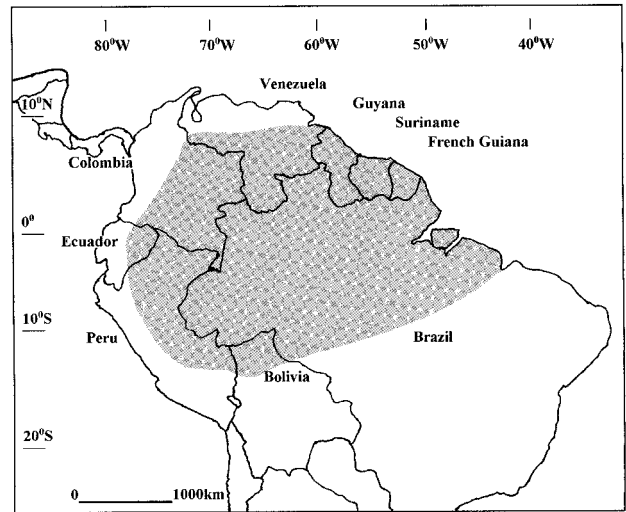 80⁰W 70⁰W 60⁰W 50⁰W 40⁰W
Venezuela
10⁰N
Guyana
Suriname
French Guiana
Colombia
0⁰
Ecuador
10⁰S
Peru
Brazil
Bolivia
20⁰S
0 1000km